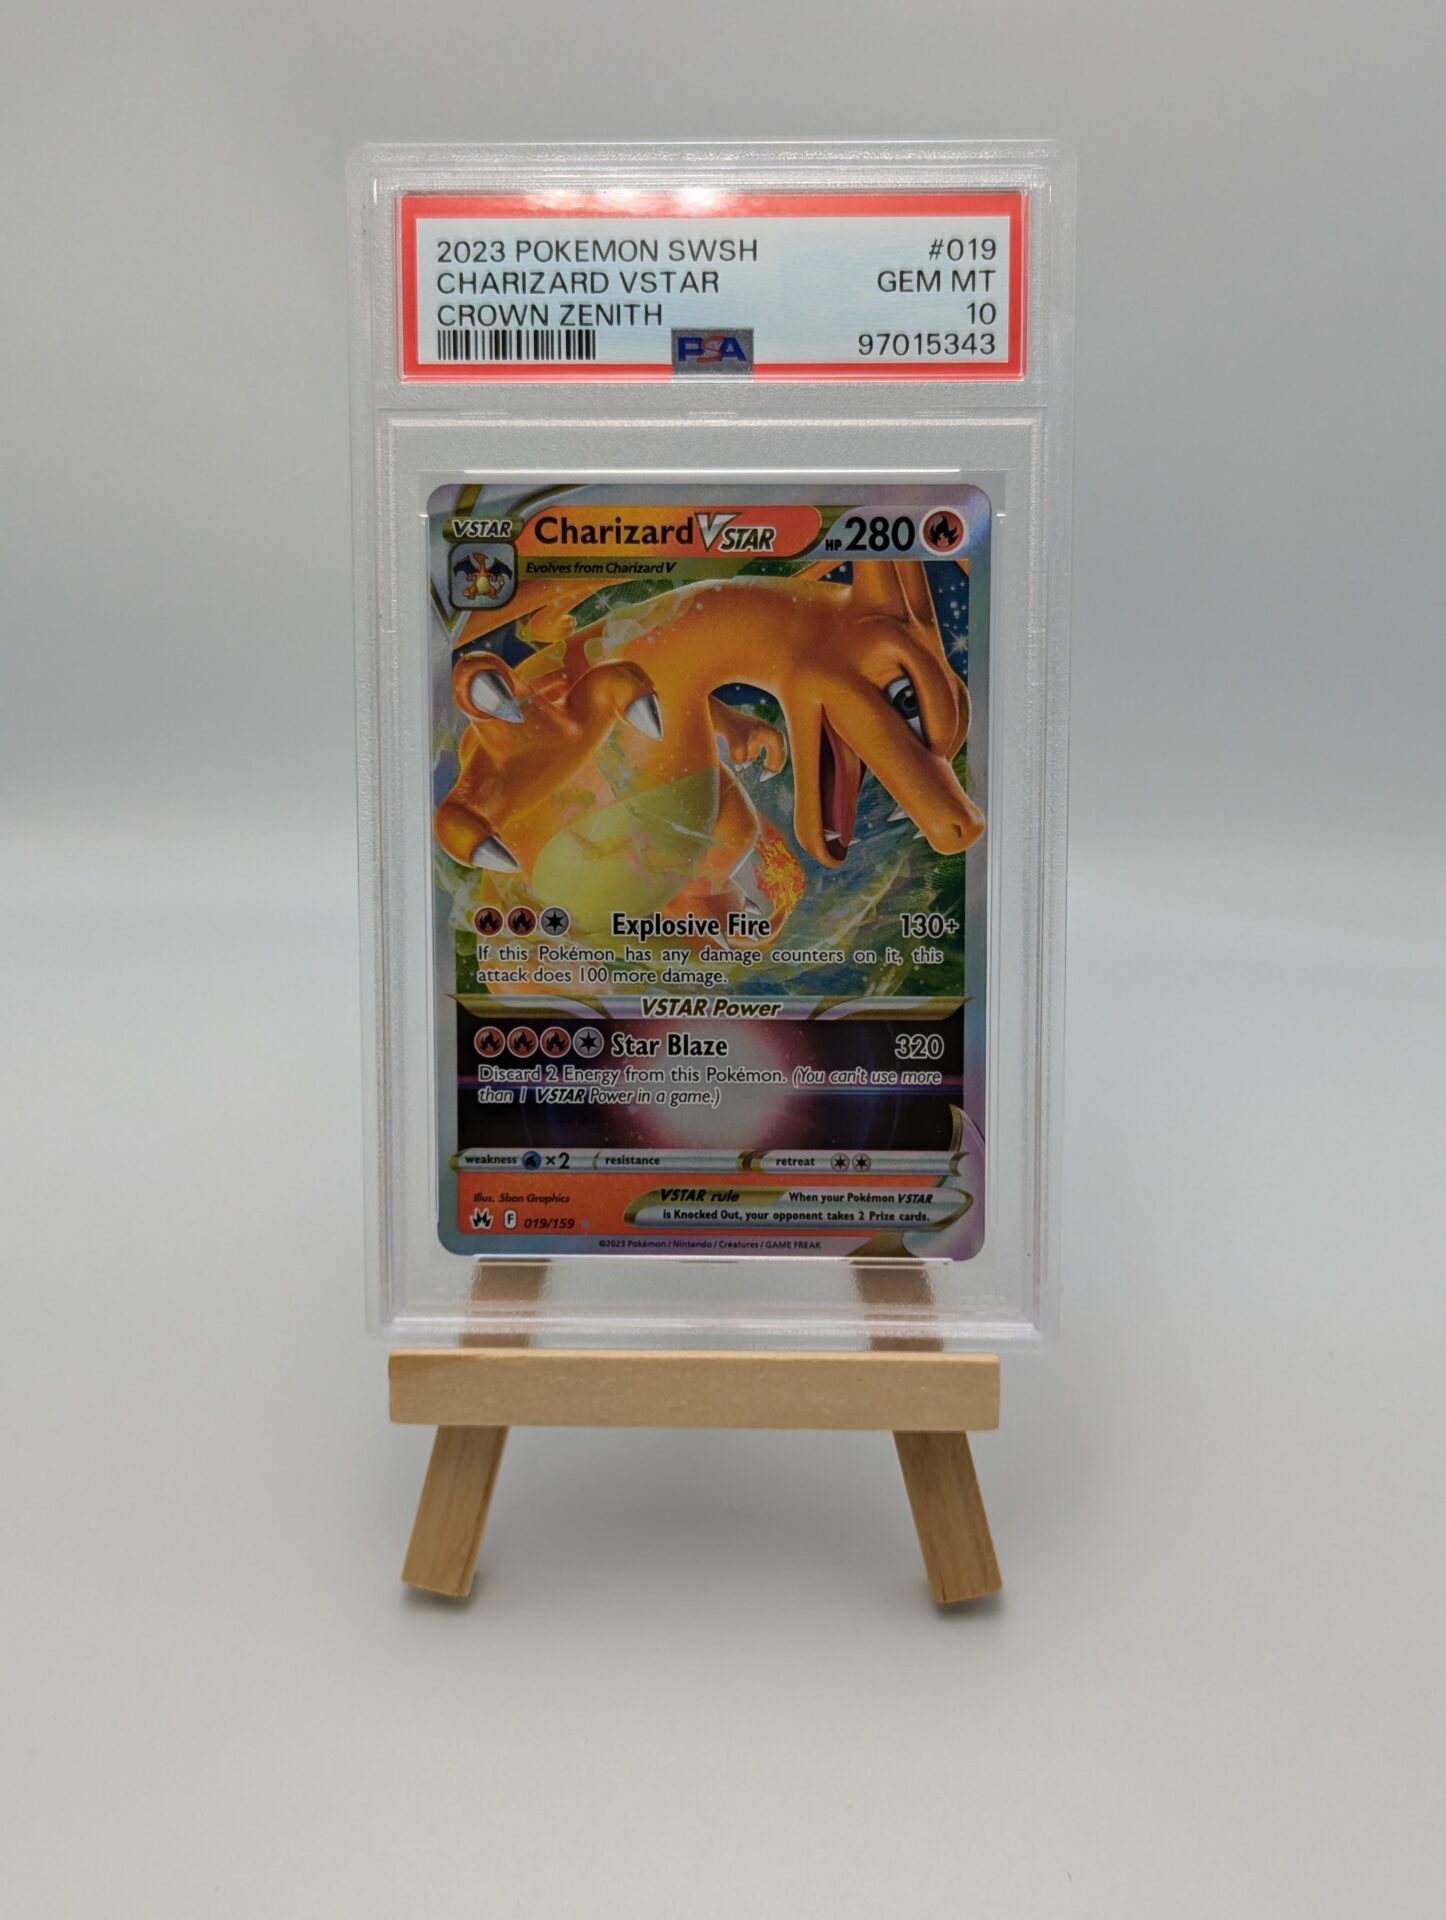 2023 POKEMON SWSH #019
CHARIZARD VSTAR GEM MT
CROWN ZENITH 10
PSA 97015343
VSTAR Charizard VSTAR HP 280
Evolves from Charizard V
Explosive Fire 130+
If this Pokémon has any damage counters on it, this
attack does 100 more damage.
VSTAR Power
Star Blaze 320
Discard 2 Energy from this Pokémon. (You can't use more
than 1 VSTAR Power in a game.)
weakness ×2 resistance retreat
Illus. 5ban Graphics
VSTAR rule When your Pokémon VSTAR
is Knocked Out, your opponent takes 2 Prize cards.
F 019/159
©2023 Pokémon / Nintendo / Creatures / GAME FREAK